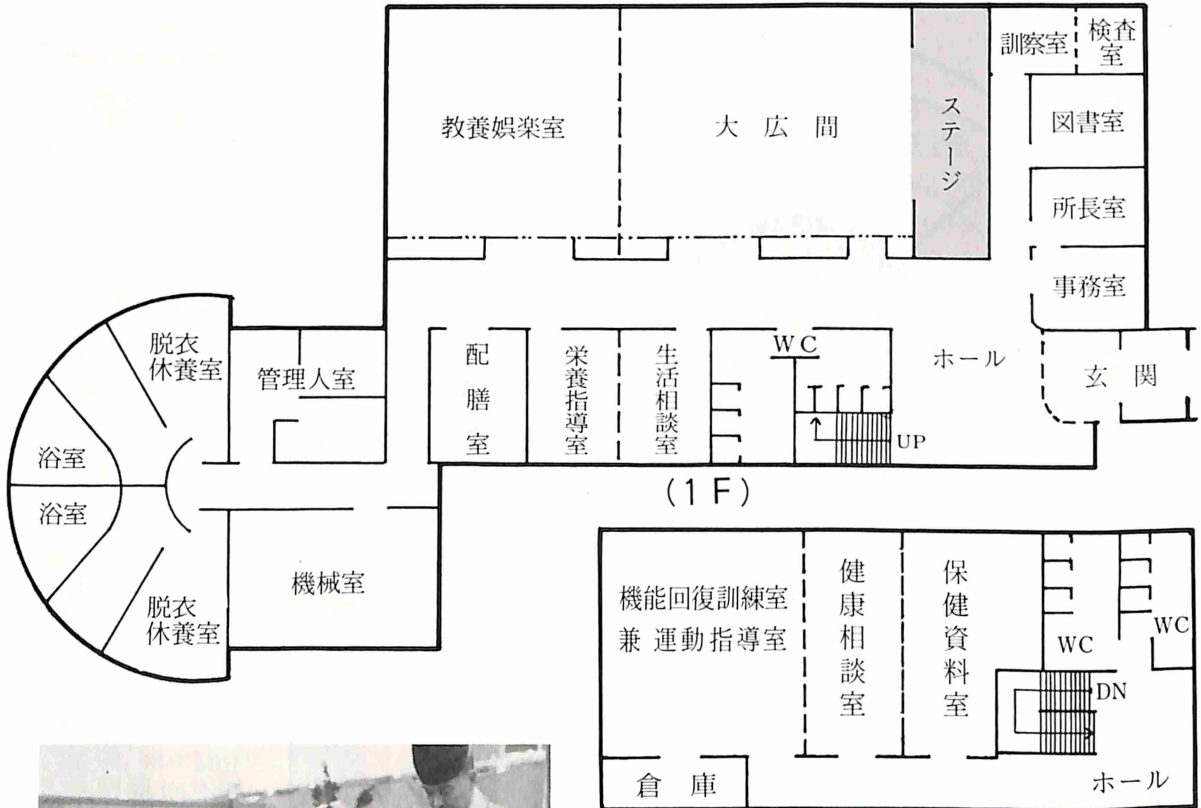 教養娯楽室
大広間
ステージ
訓察室
検査室
図書室
所長室
事務室
玄関
ホール
脱衣
休養室
管理人室
配膳室
栄養指導室
生活相談室
WC
UP
浴室
浴室
脱衣
休養室
機械室
(1F)
機能回復訓練室
兼 運動指導室
健康相談室
保健資料室
WC
WC
DN
倉庫
ホール